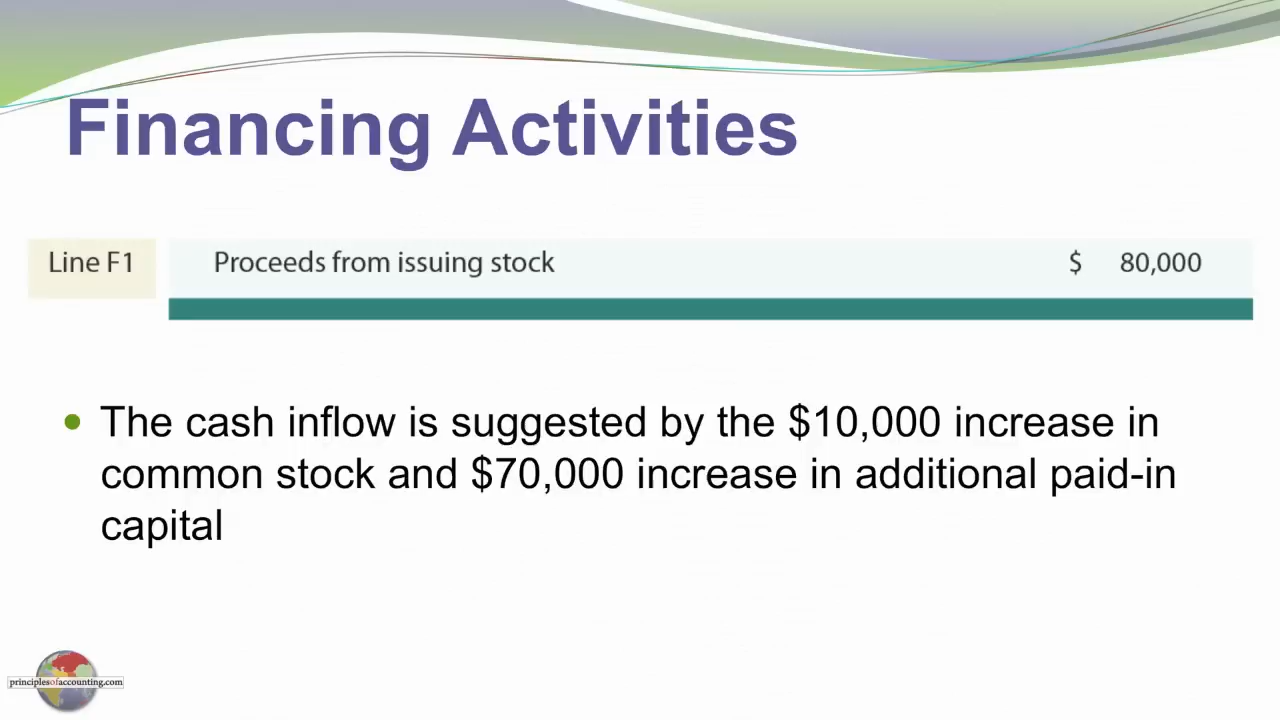 Financing Activities
Line F1 Proceeds from issuing stock $ 80,000
• The cash inflow is suggested by the $10,000 increase in
common stock and $70,000 increase in additional paid-in
capital
principlesofaccounting.com